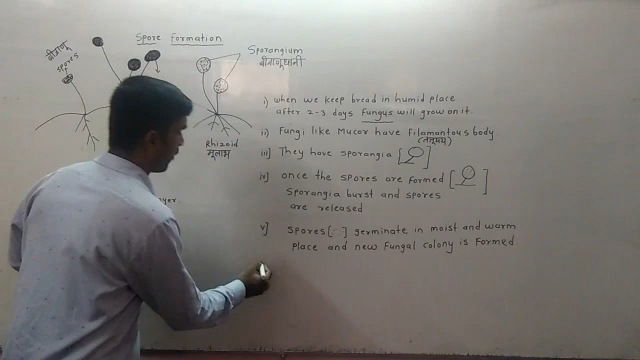 Spore Formation
बीजाणू
spores
Sporangium
बीजाणूधानी
Rhizoid
मूलाभ
i) when we keep bread in humid place
after 2-3 days Fungus will grow on it.
ii) Fungi like Mucor have filamantous body
(तंतूमय)
iii) They have sporangia [ ]
iv) once the spores are formed [ ]
sporangia burst and spores
are released
yer.
v] spores [ ] germinate in moist and warm
place and new Fungal colony is Formed